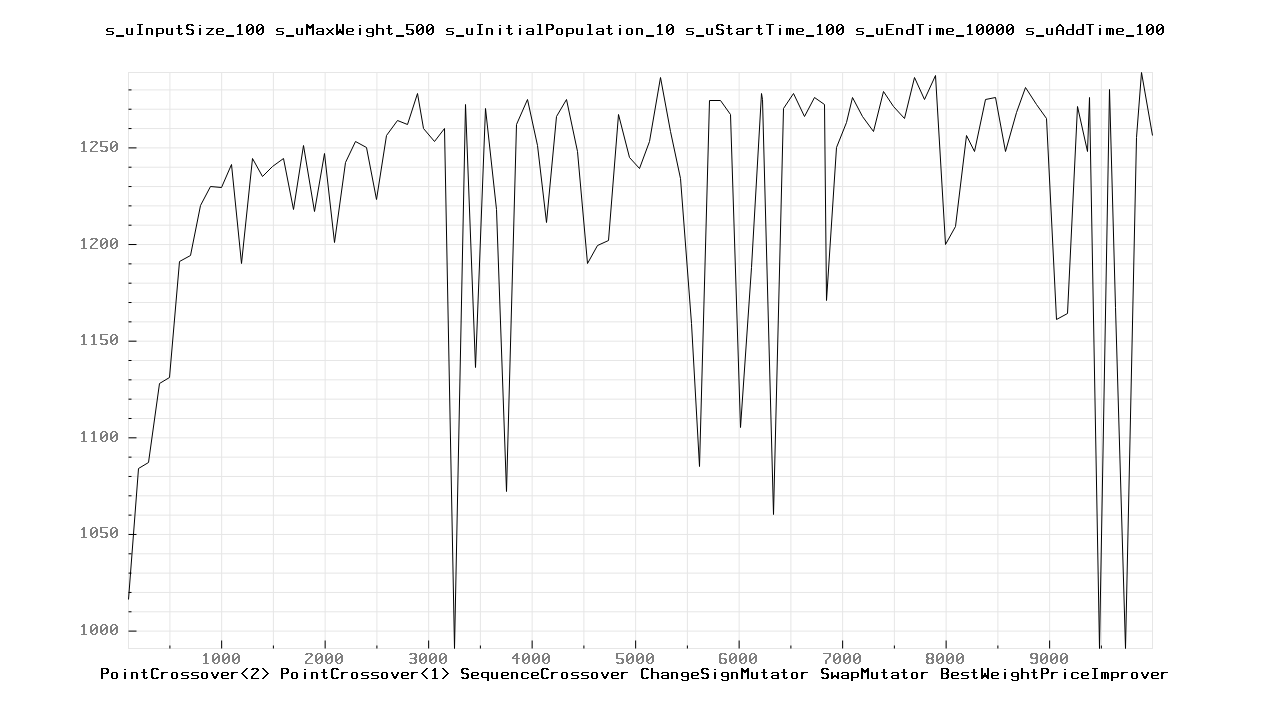 s_uInputSize_100 s_uMaxWeight_500 s_uInitialPopulation_10 s_uStartTime_100 s_uEndTime_10000 s_uAddTime_100
1250
1200
1150
1100
1050
1000
1000 2000 3000 4000 5000 6000 7000 8000 9000
PointCrossover<2> PointCrossover<1> SequenceCrossover ChangeSignMutator SwapMutator BestWeightPriceImprover